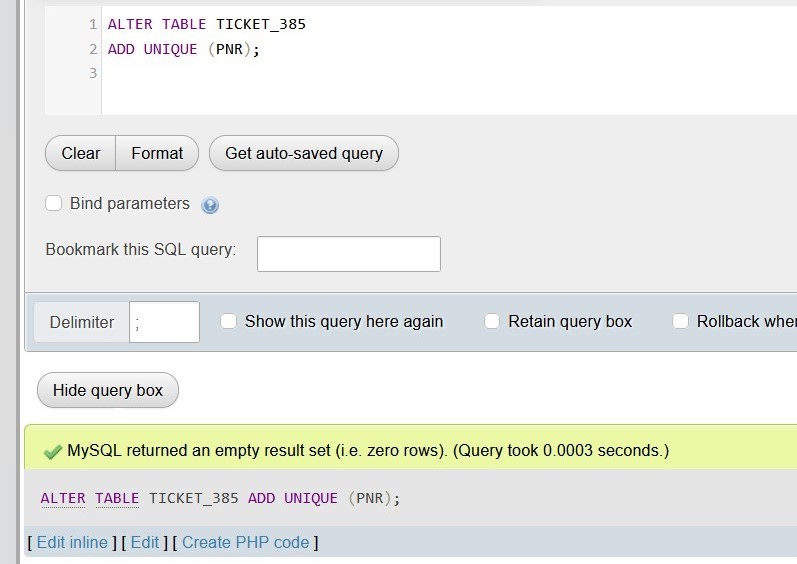 1 ALTER TABLE TICKET_385
2 ADD UNIQUE (PNR);
3
Clear Format Get auto-saved query
Bind parameters ?
Bookmark this SQL query:
Delimiter ; Show this query here again Retain query box Rollback when
Hide query box
MySQL returned an empty result set (i.e. zero rows). (Query took 0.0003 seconds.)
ALTER TABLE TICKET_385 ADD UNIQUE (PNR);
[ Edit inline ] [ Edit ] [ Create PHP code ]